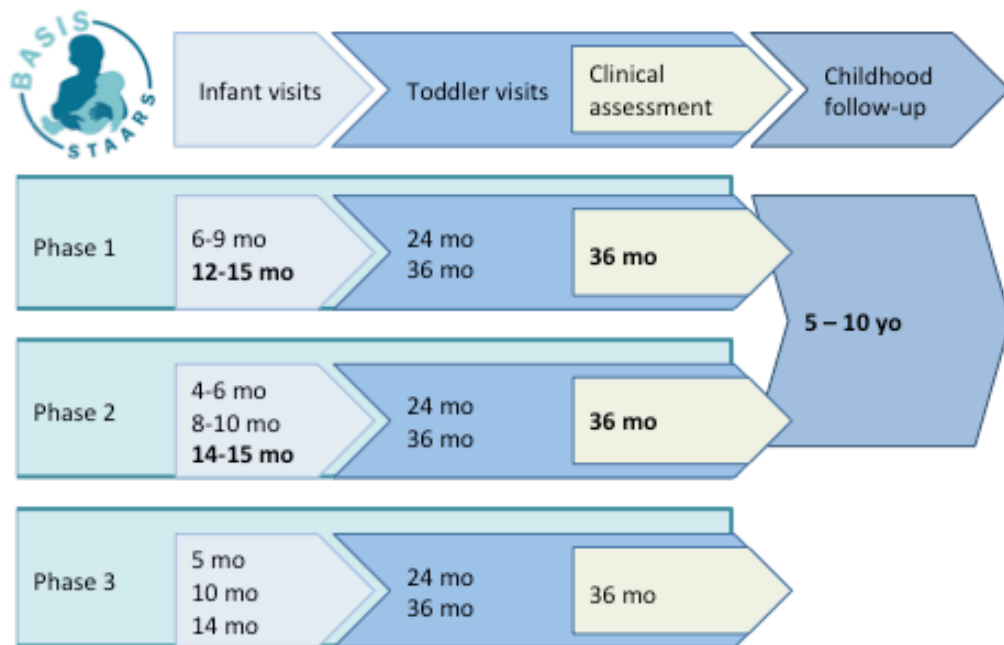 BASIS
STAARS
Infant visits
Toddler visits
Clinical
assessment
Childhood
follow-up
Phase 1
6-9 mo
12-15 mo
24 mo
36 mo
36 mo
5 – 10 yo
Phase 2
4-6 mo
8-10 mo
14-15 mo
24 mo
36 mo
36 mo
Phase 3
5 mo
10 mo
14 mo
24 mo
36 mo
36 mo